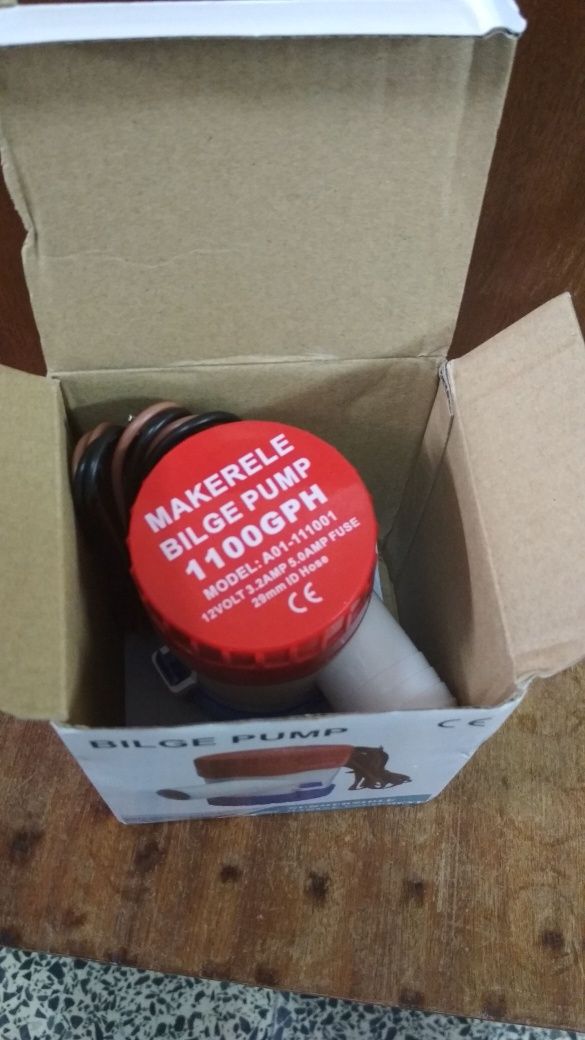 MAKERELE
BILGE PUMP
1100GPH
MODEL: A01-111001
12VOLT 3.2AMP 5.0AMP FUSE
29mm ID Hose
CE
BILGE PUMP
CE